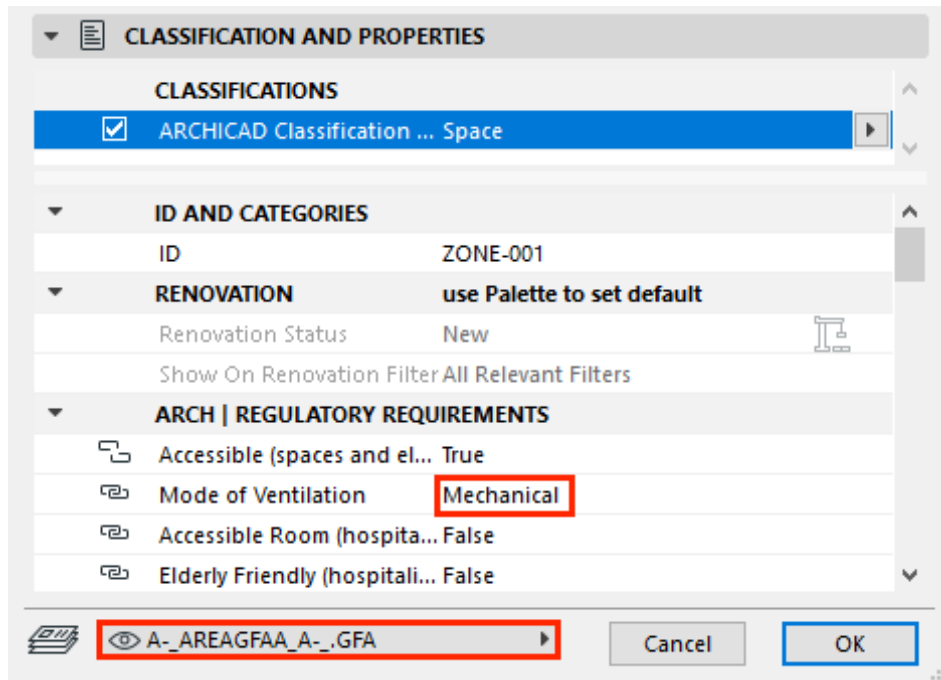 CLASSIFICATION AND PROPERTIES
CLASSIFICATIONS
ARCHICAD Classification ... Space
ID AND CATEGORIES
ID ZONE-001
RENOVATION use Palette to set default
Renovation Status New
Show On Renovation Filter All Relevant Filters
ARCH | REGULATORY REQUIREMENTS
Accessible (spaces and el... True
Mode of Ventilation Mechanical
Accessible Room (hospita... False
Elderly Friendly (hospitali... False
A-_AREAGFAA_A-_.GFA Cancel OK